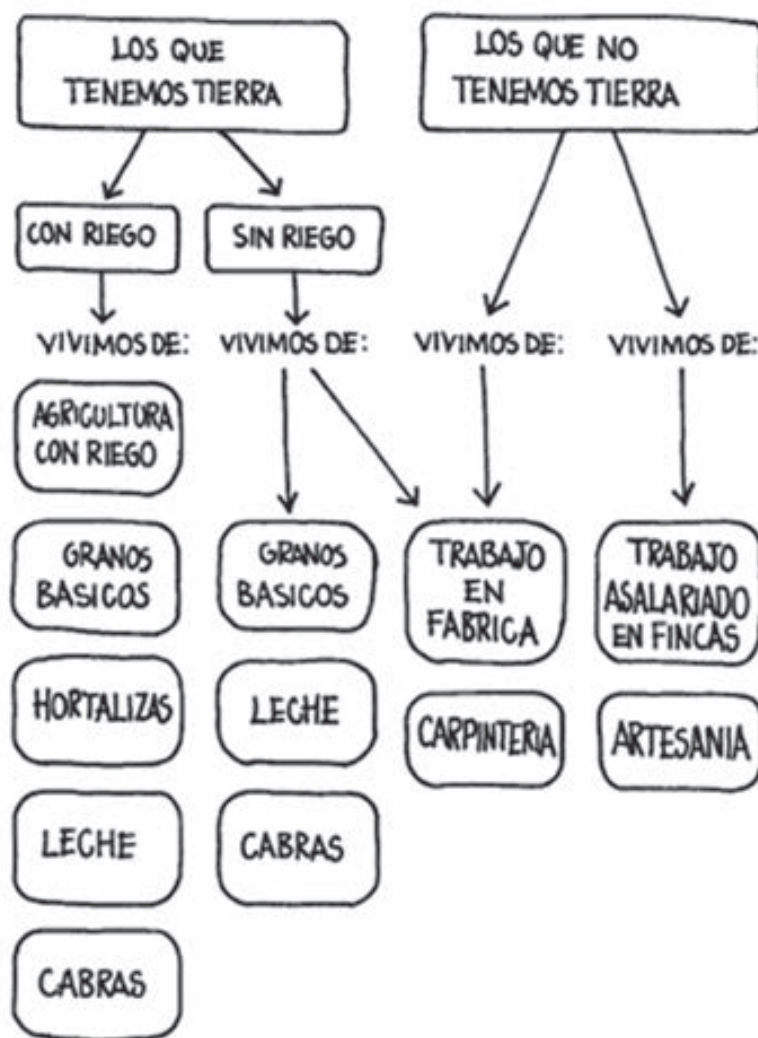 LOS QUE
TENEMOS TIERRA
LOS QUE NO
TENEMOS TIERRA
CON RIEGO
SIN RIEGO
VIVIMOS DE:
VIVIMOS DE:
VIVIMOS DE:
VIVIMOS DE:
AGRICULTURA
CON RIEGO
GRANOS
BASICOS
HORTALIZAS
LECHE
CABRAS
GRANOS
BASICOS
LECHE
CABRAS
TRABAJO
EN
FABRICA
CARPINTERIA
TRABAJO
ASALARIADO
EN FINCAS
ARTESANIA